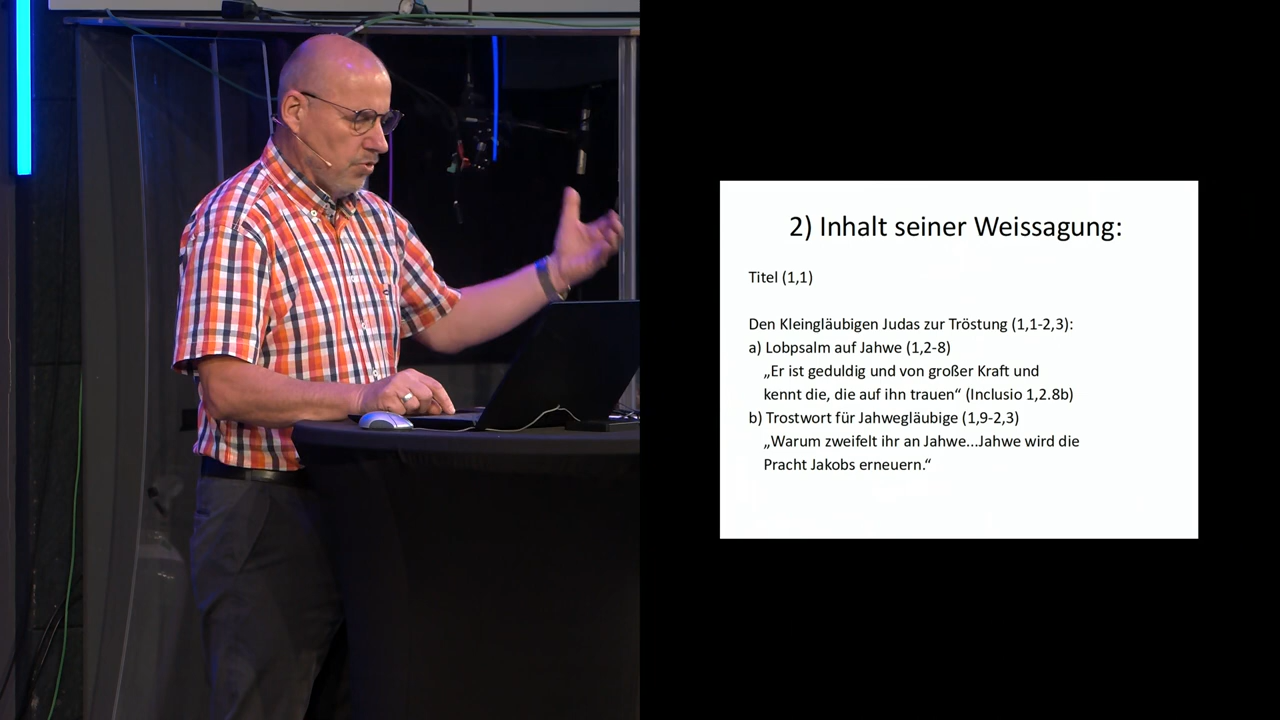 2) Inhalt seiner Weissagung:
Titel (1,1)
Den Kleingläubigen Judas zur Tröstung (1,1-2,3):
a) Lobpsalm auf Jahwe (1,2-8)
„Er ist geduldig und von großer Kraft und
kennt die, die auf ihn trauen“ (Inclusio 1,2.8b)
b) Trostwort für Jahwegläubige (1,9-2,3)
„Warum zweifelt ihr an Jahwe...Jahwe wird die
Pracht Jakobs erneuern.“